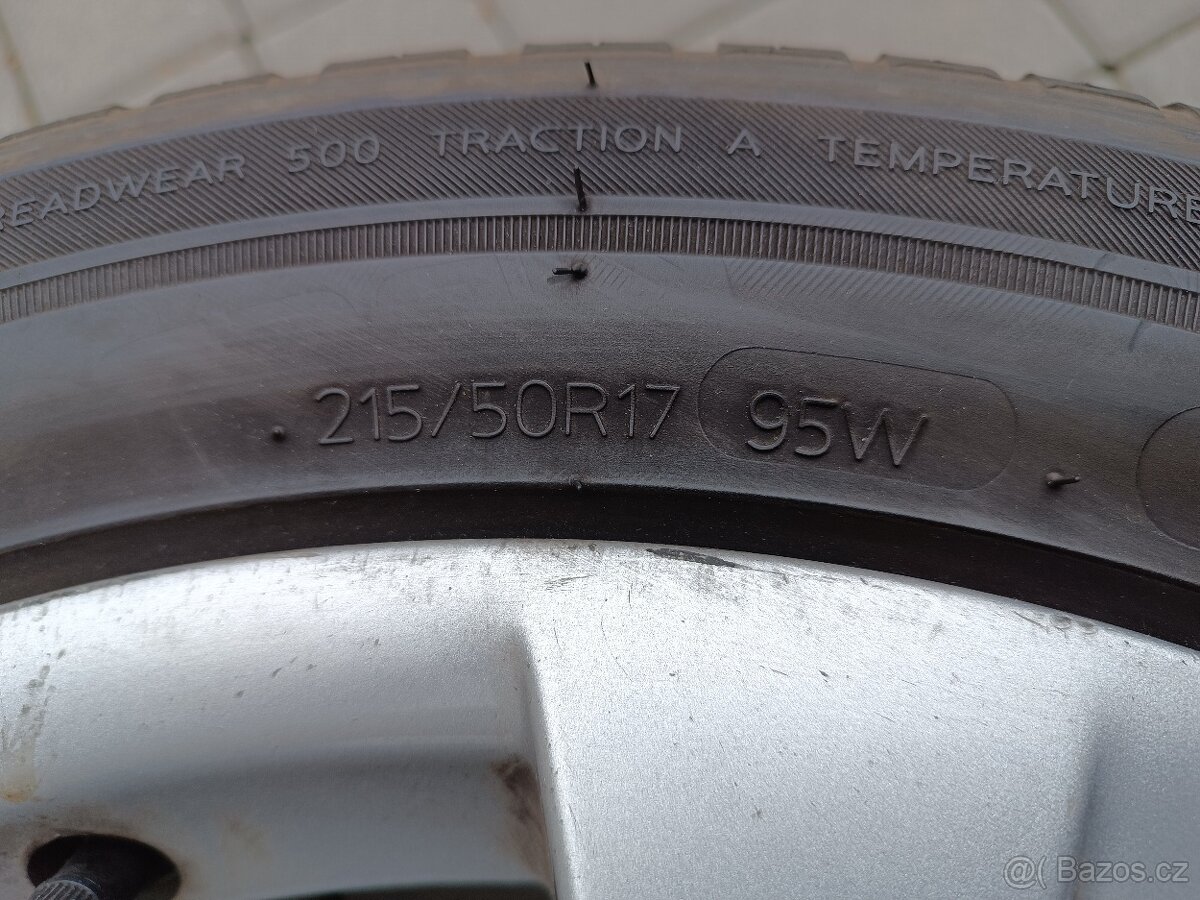 READWEAR 500 TRACTION A TEMPERATURE
215/50R17 95W
Bazos.cz